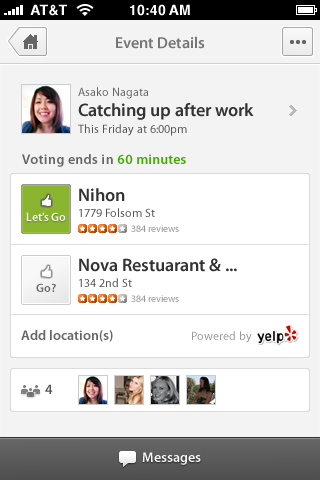 AT&T 10:40 AM
Event Details
Asako Nagata
Catching up after work
This Friday at 6:00pm
Voting ends in 60 minutes
Let's Go
Nihon
1779 Folsom St
384 reviews
Go?
Nova Restuarant & ...
134 2nd St
384 reviews
Add location(s)
Powered by yelp
4
Messages